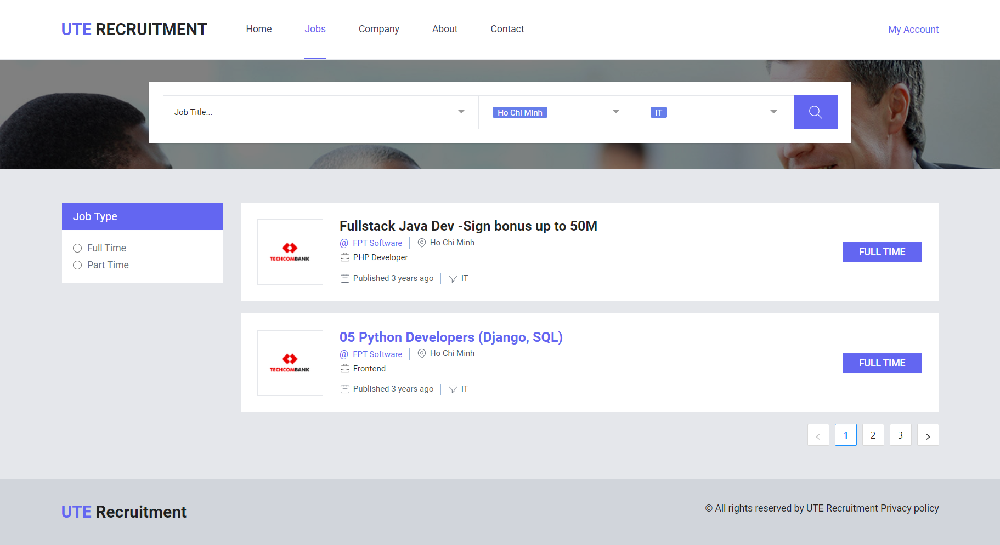 UTE RECRUITMENT
Home
Jobs
Company
About
Contact
My Account
Job Title...
Ho Chi Minh
IT
Job Type
Full Time
Part Time
TECHCOMBANK
Fullstack Java Dev -Sign bonus up to 50M
@ FPT Software
Ho Chi Minh
PHP Developer
Published 3 years ago
IT
FULL TIME
TECHCOMBANK
05 Python Developers (Django, SQL)
@ FPT Software
Ho Chi Minh
Frontend
Published 3 years ago
IT
FULL TIME
< 1 2 3 >
UTE Recruitment
© All rights reserved by UTE Recruitment Privacy policy